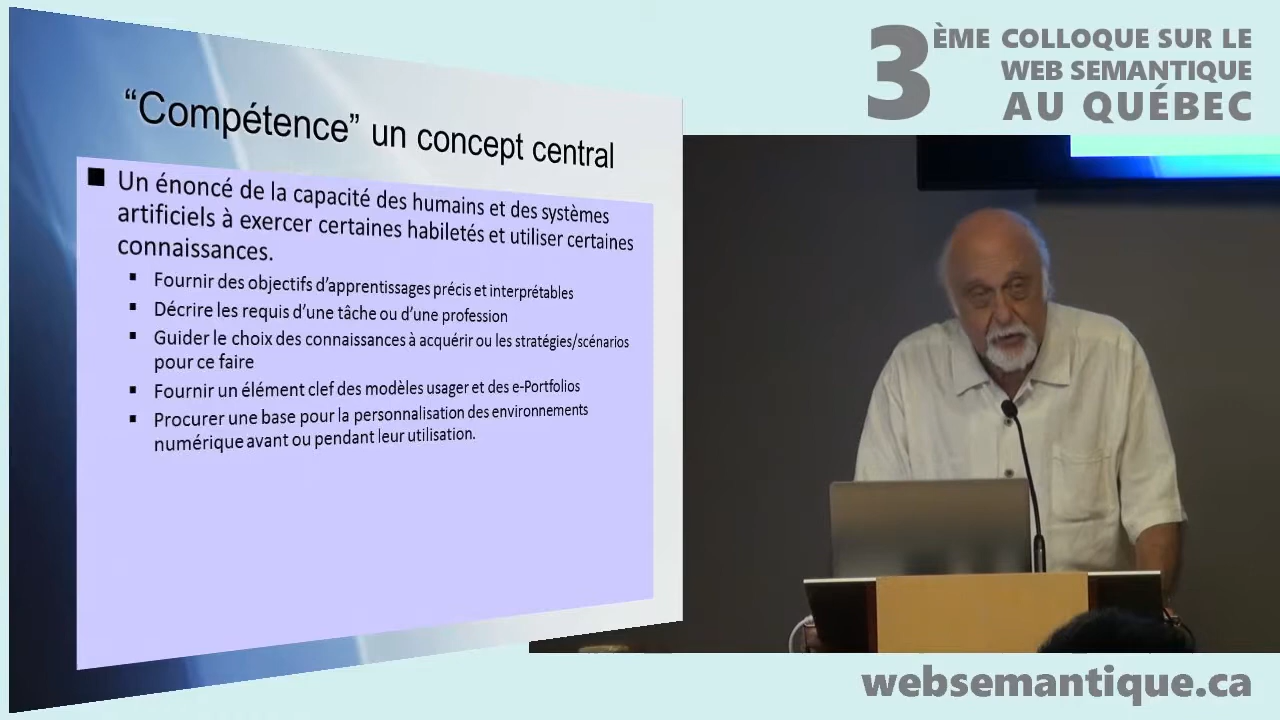 3ÈME COLLOQUE SUR LE
WEB SEMANTIQUE
AU QUÉBEC
“Compétence” un concept central
Un énoncé de la capacité des humains et des systèmes
artificiels à exercer certaines habiletés et utiliser certaines
connaissances.
Fournir des objectifs d’apprentissages précis et interprétables
Décrire les requis d’une tâche ou d’une profession
Guider le choix des connaissances à acquérir ou les stratégies/scénarios
pour ce faire
Fournir un élément clef des modèles usager et des e-Portfolios
Procurer une base pour la personnalisation des environnements
numérique avant ou pendant leur utilisation.
websemantique.ca